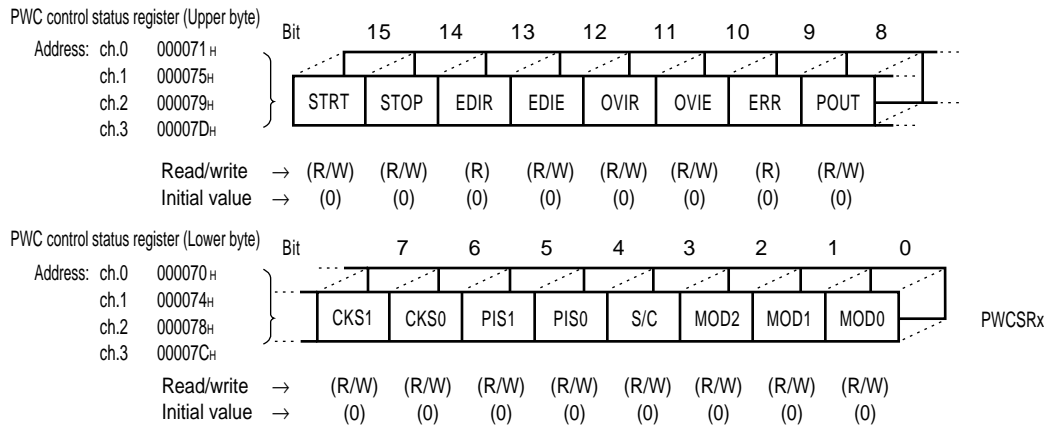 PWC control status register (Upper byte)
Bit 15 14 13 12 11 10 9 8
Address: ch.0 000071H
ch.1 000075H
ch.2 000079H
ch.3 00007DH
STRT STOP EDIR EDIE OVIR OVIE ERR POUT
Read/write → (R/W) (R/W) (R) (R/W) (R/W) (R/W) (R) (R/W)
Initial value → (0) (0) (0) (0) (0) (0) (0) (0)
PWC control status register (Lower byte)
Bit 7 6 5 4 3 2 1 0
Address: ch.0 000070H
ch.1 000074H
ch.2 000078H
ch.3 00007CH
CKS1 CKS0 PIS1 PIS0 S/C MOD2 MOD1 MOD0 PWCSRx
Read/write → (R/W) (R/W) (R/W) (R/W) (R/W) (R/W) (R/W) (R/W)
Initial value → (0) (0) (0) (0) (0) (0) (0) (0)